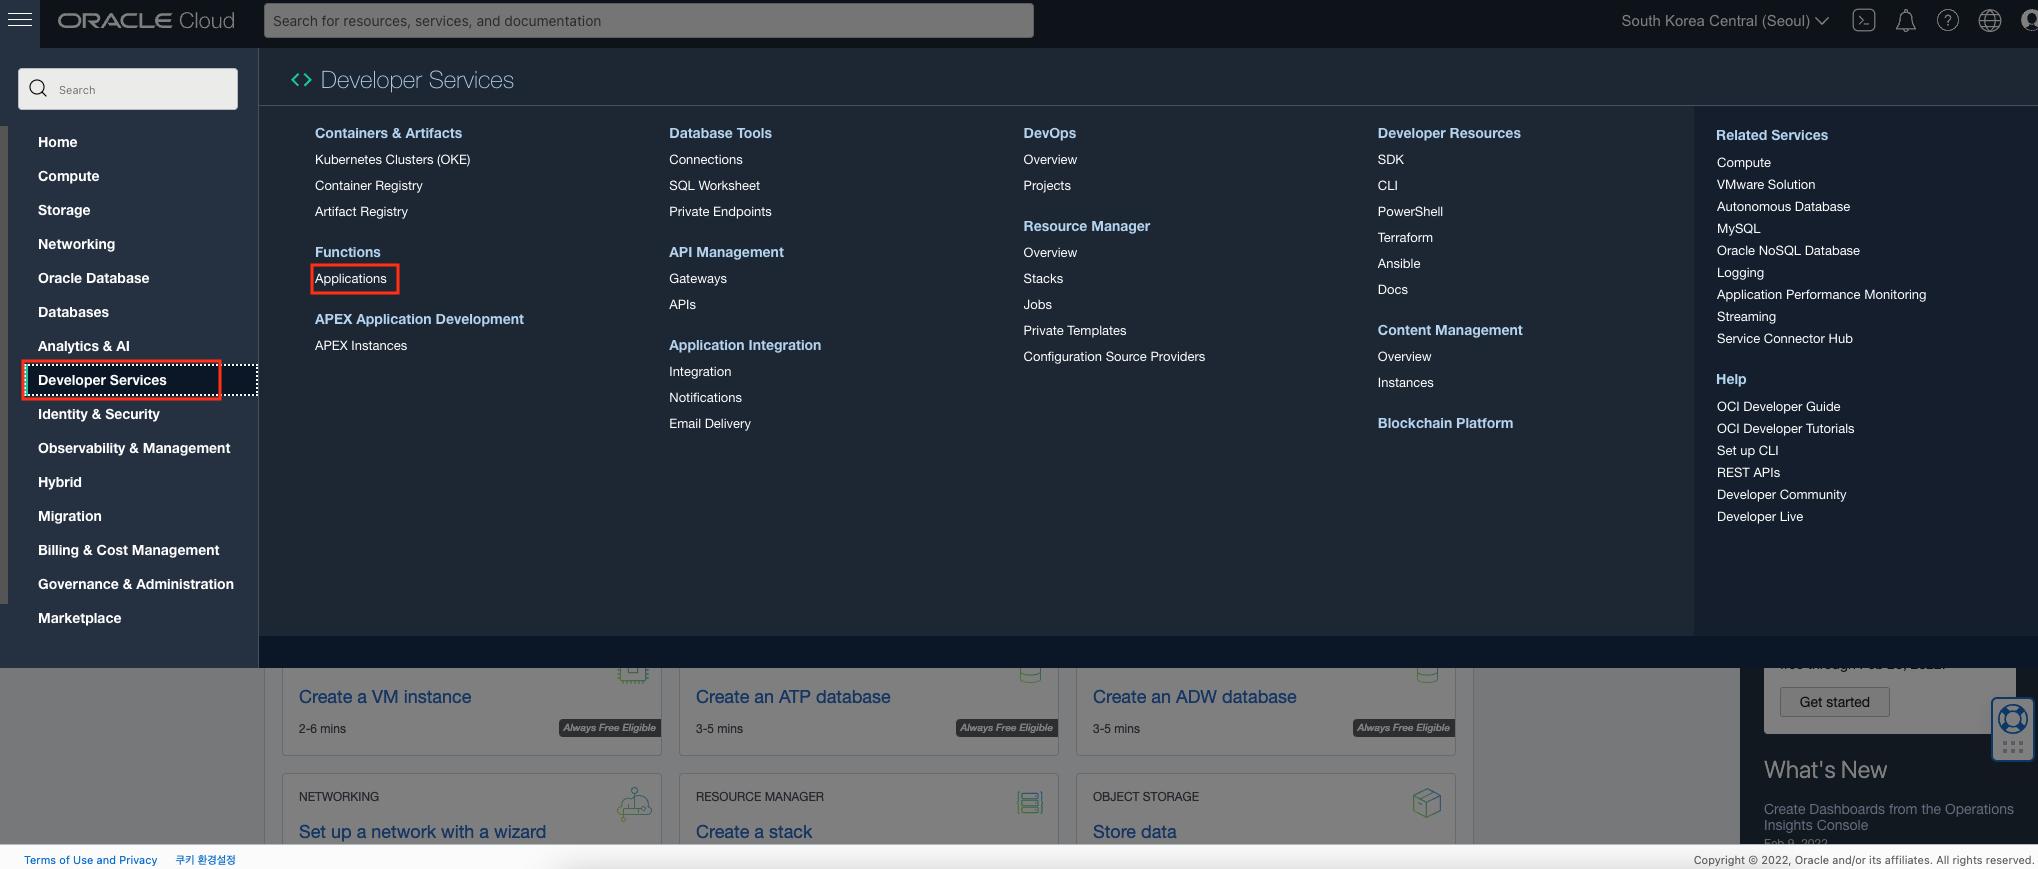 ORACLE Cloud
Search for resources, services, and documentation
South Korea Central (Seoul)
Search
Home
Compute
Storage
Networking
Oracle Database
Databases
Analytics & AI
Developer Services
Identity & Security
Observability & Management
Hybrid
Migration
Billing & Cost Management
Governance & Administration
Marketplace
Developer Services
Containers & Artifacts
Kubernetes Clusters (OKE)
Container Registry
Artifact Registry
Functions
Applications
APEX Application Development
APEX Instances
Database Tools
Connections
SQL Worksheet
Private Endpoints
API Management
Gateways
APIs
Application Integration
Integration
Notifications
Email Delivery
DevOps
Overview
Projects
Resource Manager
Overview
Stacks
Jobs
Private Templates
Configuration Source Providers
Developer Resources
SDK
CLI
PowerShell
Terraform
Ansible
Docs
Content Management
Overview
Instances
Blockchain Platform
Related Services
Compute
VMware Solution
Autonomous Database
MySQL
Oracle NoSQL Database
Logging
Application Performance Monitoring
Streaming
Service Connector Hub
Help
OCI Developer Guide
OCI Developer Tutorials
Set up CLI
REST APIs
Developer Community
Developer Live
Create a VM instance
2-6 mins
Always Free Eligible
Create an ATP database
3-5 mins
Always Free Eligible
Create an ADW database
3-5 mins
Always Free Eligible
NETWORKING
Set up a network with a wizard
RESOURCE MANAGER
Create a stack
OBJECT STORAGE
Store data
Get started
What's New
Create Dashboards from the Operations
Insights Console
Feb 9, 2022
Terms of Use and Privacy
쿠키 환경설정
Copyright © 2022, Oracle and/or its affiliates. All rights reserved.